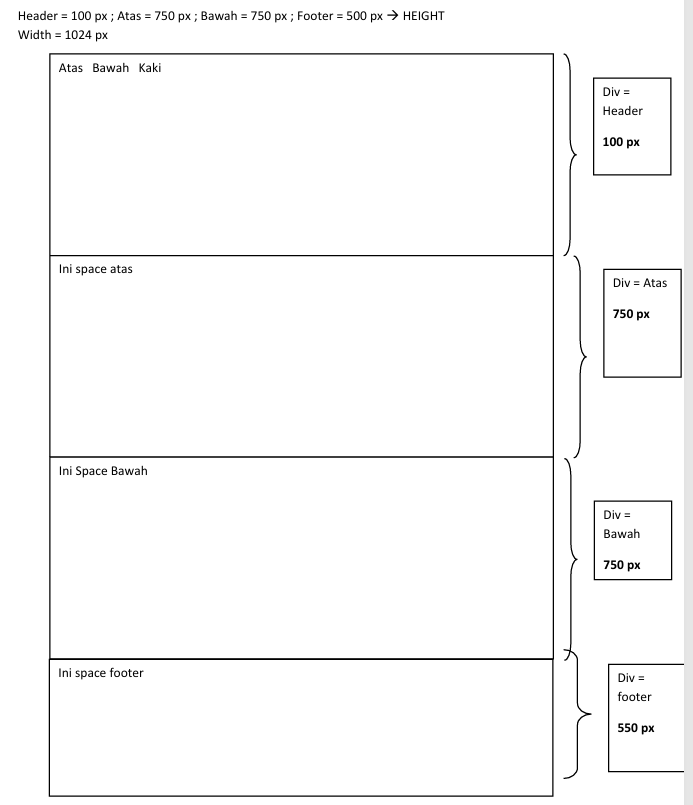 Header = 100 px ; Atas = 750 px ; Bawah = 750 px ; Footer = 500 px → HEIGHT
Width = 1024 px
Atas Bawah Kaki
Div =
Header
100 px
Ini space atas
Div = Atas
750 px
Ini Space Bawah
Div =
Bawah
750 px
Ini space footer
Div =
footer
550 px